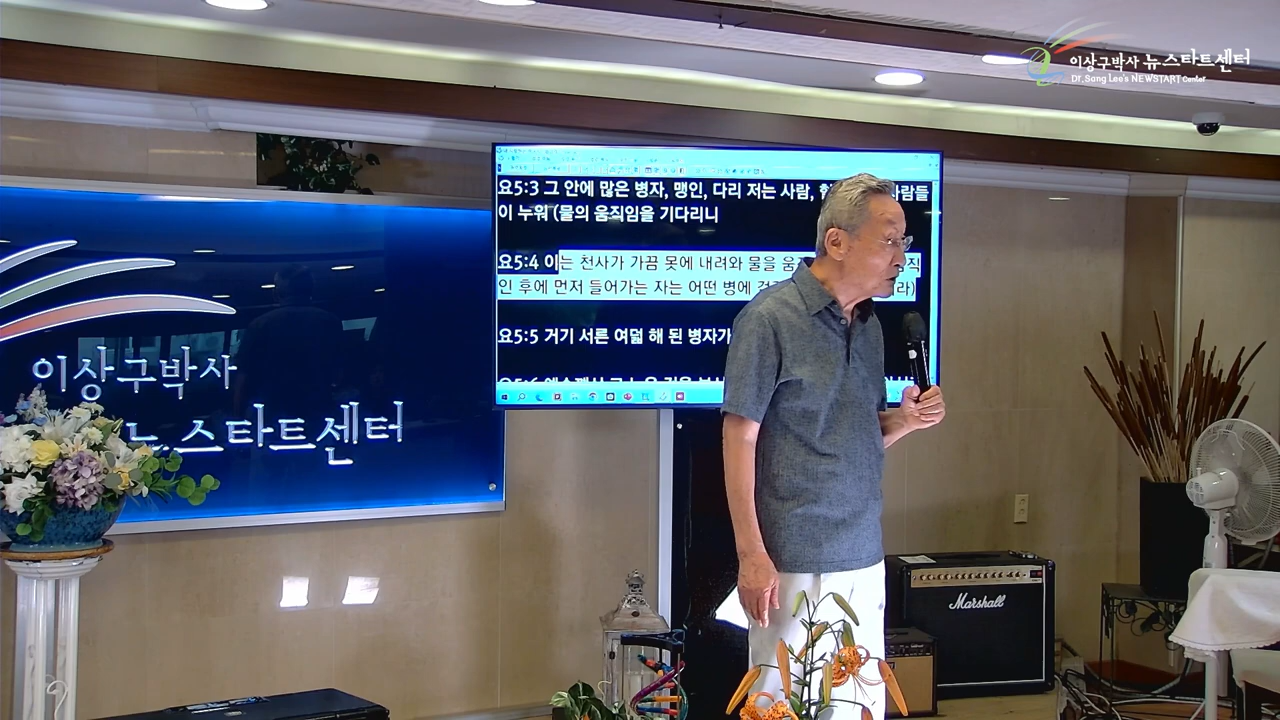 이상구박사 뉴스타트센터
Dr.Sang Lee's NEWSTART Center
요5:3 그 안에 많은 병자, 맹인, 다리 저는 사람, 사람들
이 누워 (물의 움직임을 기다리니
요5:4 이는 천사가 가끔 못에 내려와 물을
인 후에 먼저 들어가는 자는 어떤 병에
요5:5 거기 서른 여덟 해 된 병자가
이상구박사
뉴스타트센터
Marshall